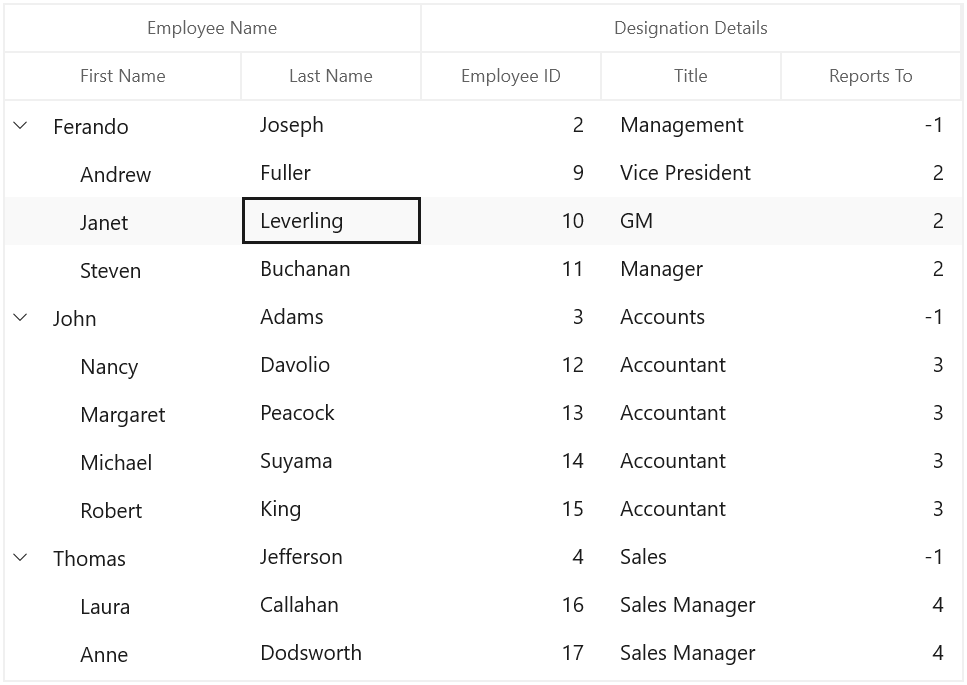 Employee Name Designation Details
First Name Last Name Employee ID Title Reports To
Ferando Joseph 2 Management -1
Andrew Fuller 9 Vice President 2
Janet Leverling 10 GM 2
Steven Buchanan 11 Manager 2
John Adams 3 Accounts -1
Nancy Davolio 12 Accountant 3
Margaret Peacock 13 Accountant 3
Michael Suyama 14 Accountant 3
Robert King 15 Accountant 3
Thomas Jefferson 4 Sales -1
Laura Callahan 16 Sales Manager 4
Anne Dodsworth 17 Sales Manager 4